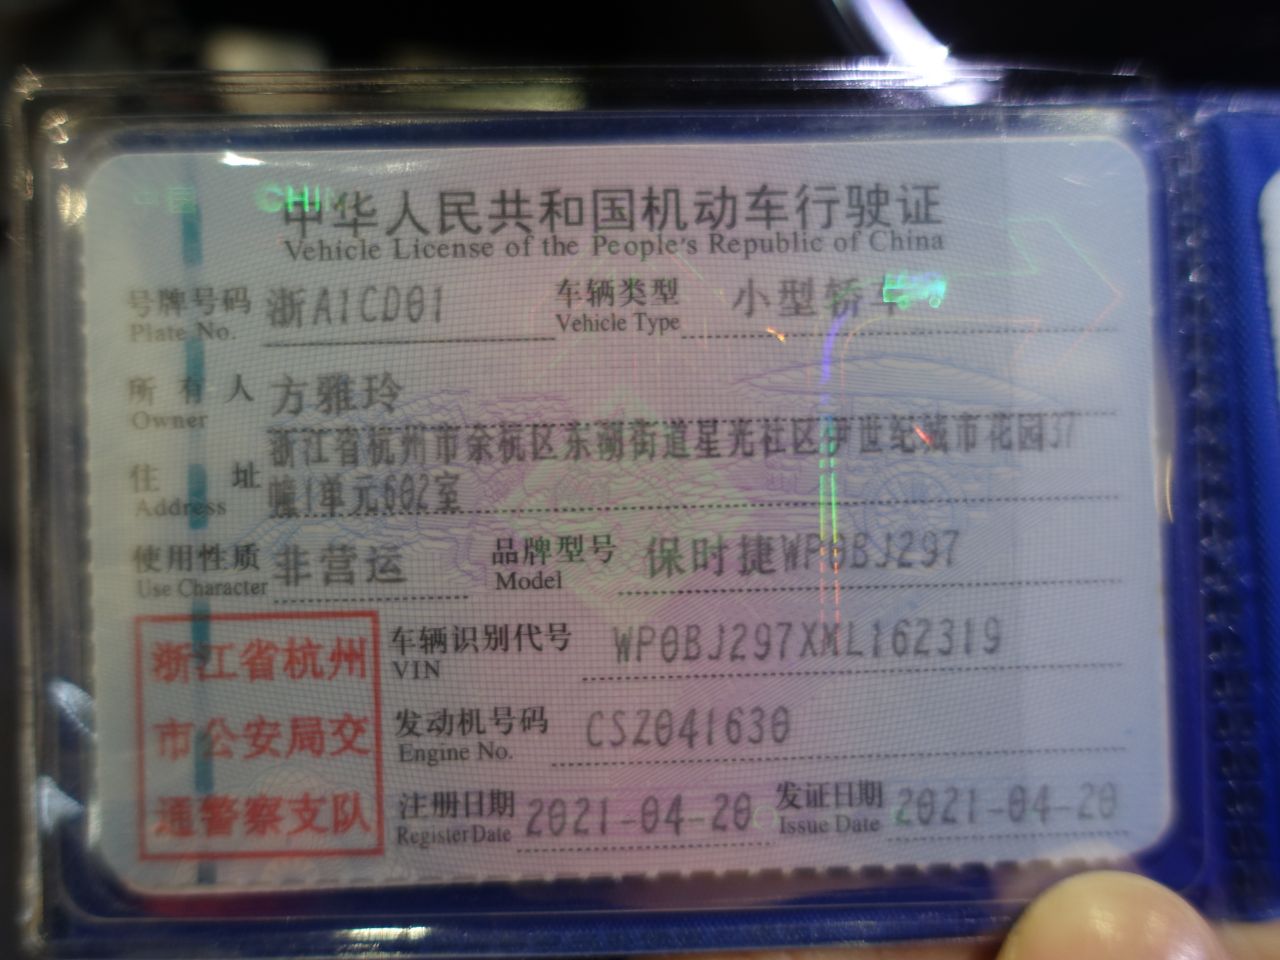 中国 CHIN
中华人民共和国机动车行驶证
Vehicle License of the People's Republic of China
号牌号码 浙A1CD01 车辆类型 小型轿车
Plate No. Vehicle Type
所有人 方雅玲
Owner
浙江省杭州市余杭区东湖街道星光社区伊世纪城市花园37
住址 幢1单元602室
Address
使用性质 非营运 品牌型号 保时捷WP0BJ297
Use Character Model
浙江省杭州
市公安局交
通警察支队
车辆识别代号 WP0BJ297XML162319
VIN
发动机号码 CSZ041630
Engine No.
注册日期 2021-04-20 发证日期 2021-04-20
Register Date Issue Date